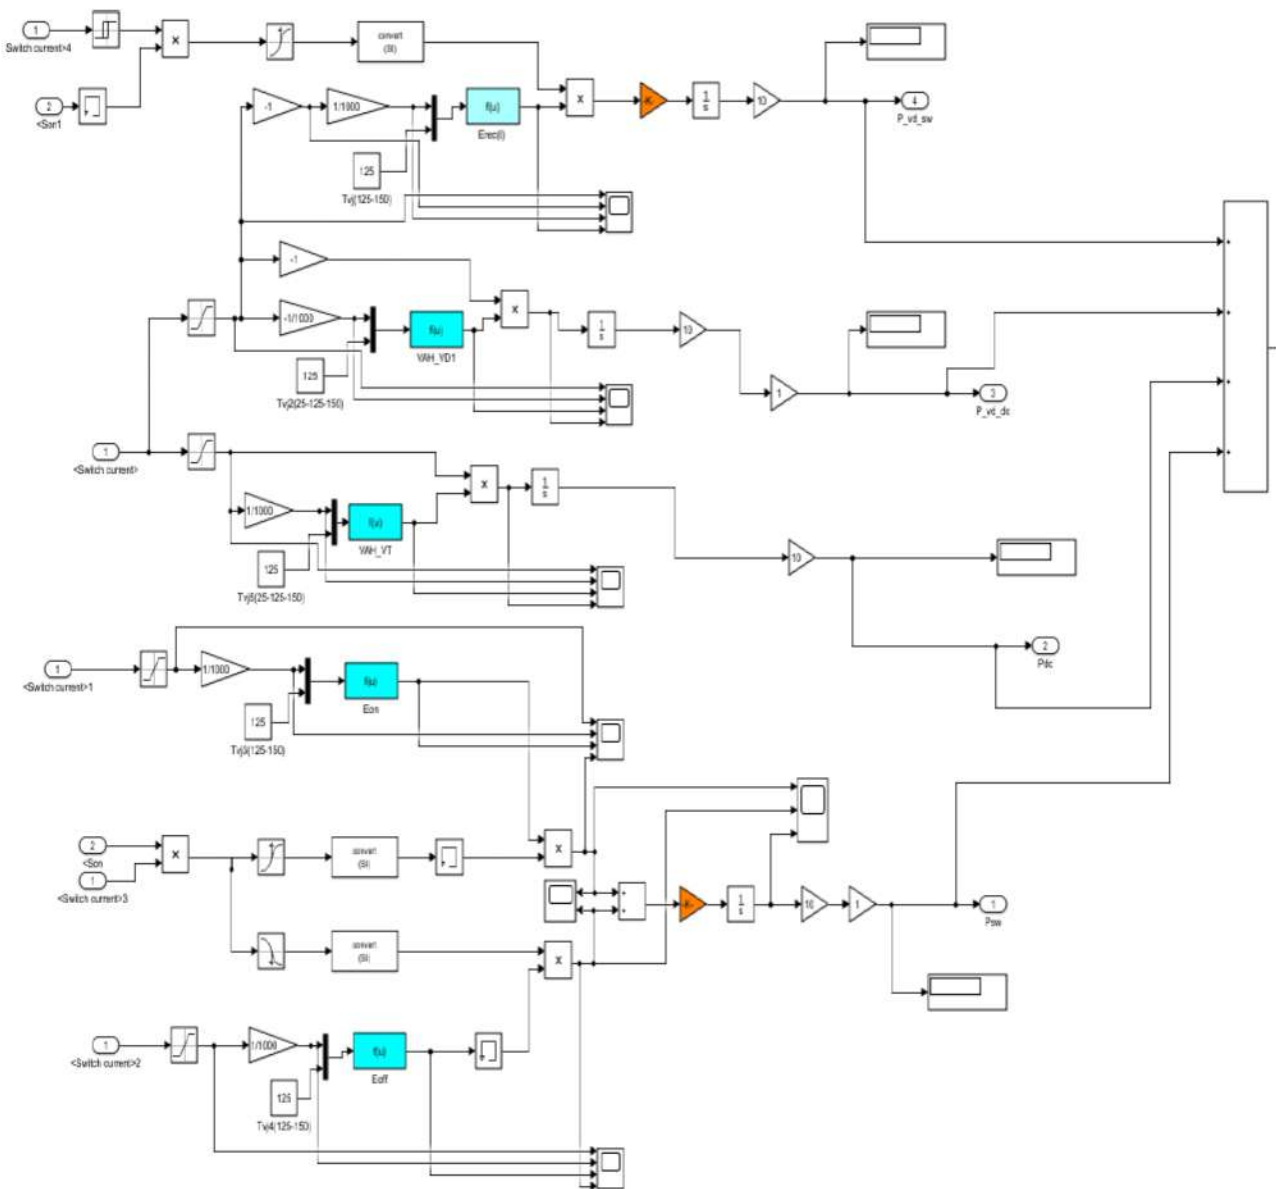 1
Switch current>4
×
convert
(SI)
2
<Son1
-1
1/1000
f(u)
Erec(I)
×
-K-
1
s
10
4
P_vd_sw
125
Tvj(125-150)
-1
-1/1000
f(u)
VAH_VD1
×
1
s
10
125
Tvj2(25-125-150)
1
3
P_vd_dc
1
<Switch current>
×
1
s
1/1000
f(u)
VAH_VT
10
125
Tvj5(25-125-150)
2
1
<Switch current>1
1/1000
f(u)
Eon
125
Tvj3(125-150)
2
<Son
1
<Switch current>3
×
convert
(SI)
×
+
+
-K-
1
s
10
1
1
Psw
convert
(SI)
×
1
<Switch current>2
1/1000
f(u)
Eoff
125
Tvj4(125-150)
+
+
+
+